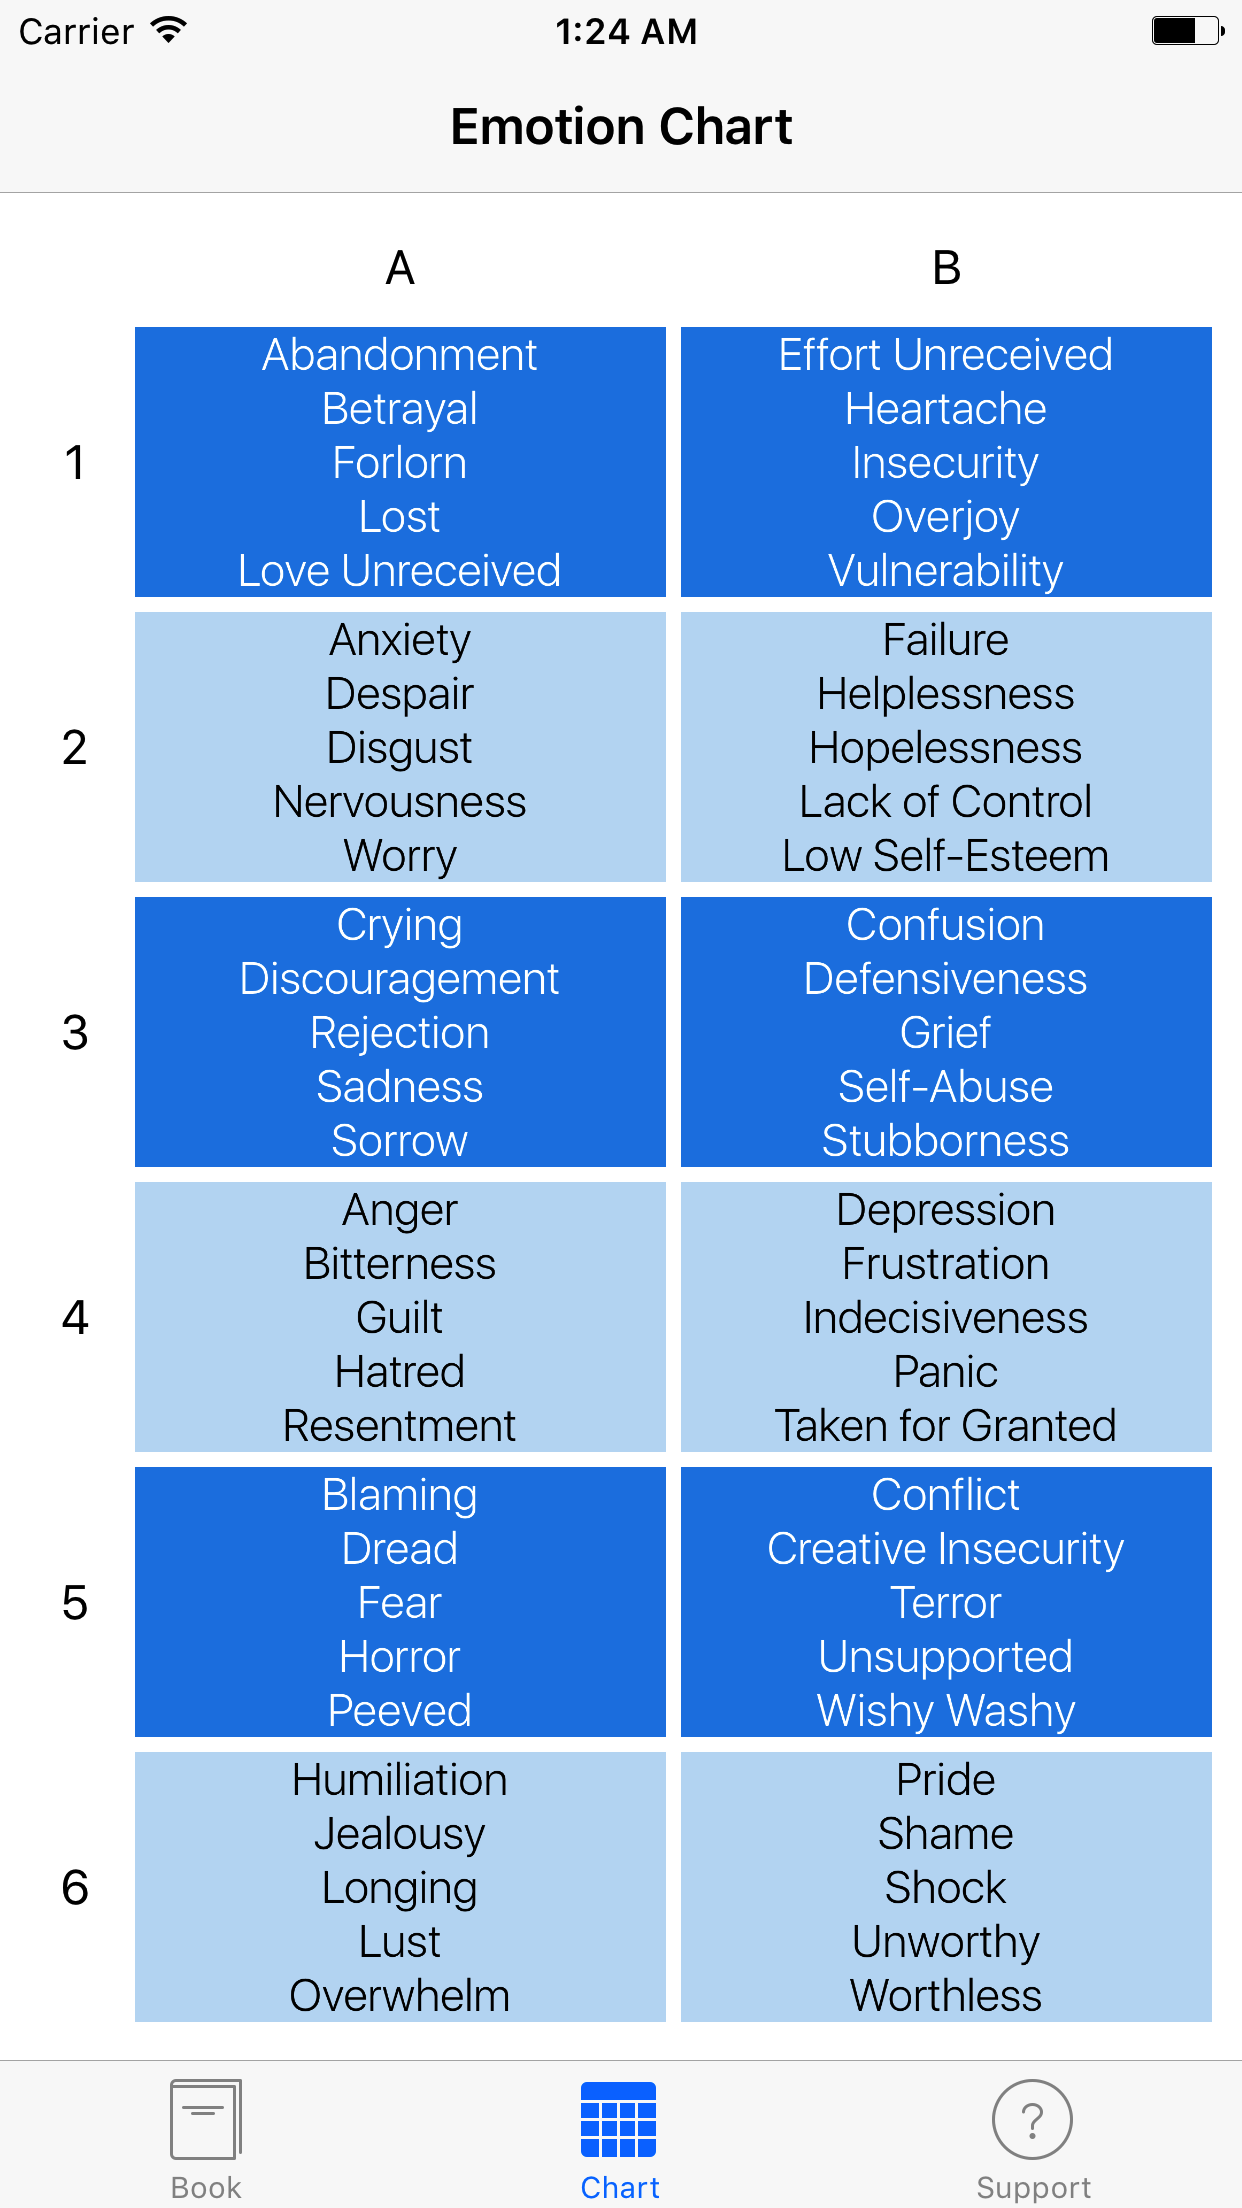 Carrier 1:24 AM
Emotion Chart
A B
1
Abandonment
Betrayal
Forlorn
Lost
Love Unreceived
Effort Unreceived
Heartache
Insecurity
Overjoy
Vulnerability
2
Anxiety
Despair
Disgust
Nervousness
Worry
Failure
Helplessness
Hopelessness
Lack of Control
Low Self-Esteem
3
Crying
Discouragement
Rejection
Sadness
Sorrow
Confusion
Defensiveness
Grief
Self-Abuse
Stubborness
4
Anger
Bitterness
Guilt
Hatred
Resentment
Depression
Frustration
Indecisiveness
Panic
Taken for Granted
5
Blaming
Dread
Fear
Horror
Peeved
Conflict
Creative Insecurity
Terror
Unsupported
Wishy Washy
6
Humiliation
Jealousy
Longing
Lust
Overwhelm
Pride
Shame
Shock
Unworthy
Worthless
?
Book Chart Support